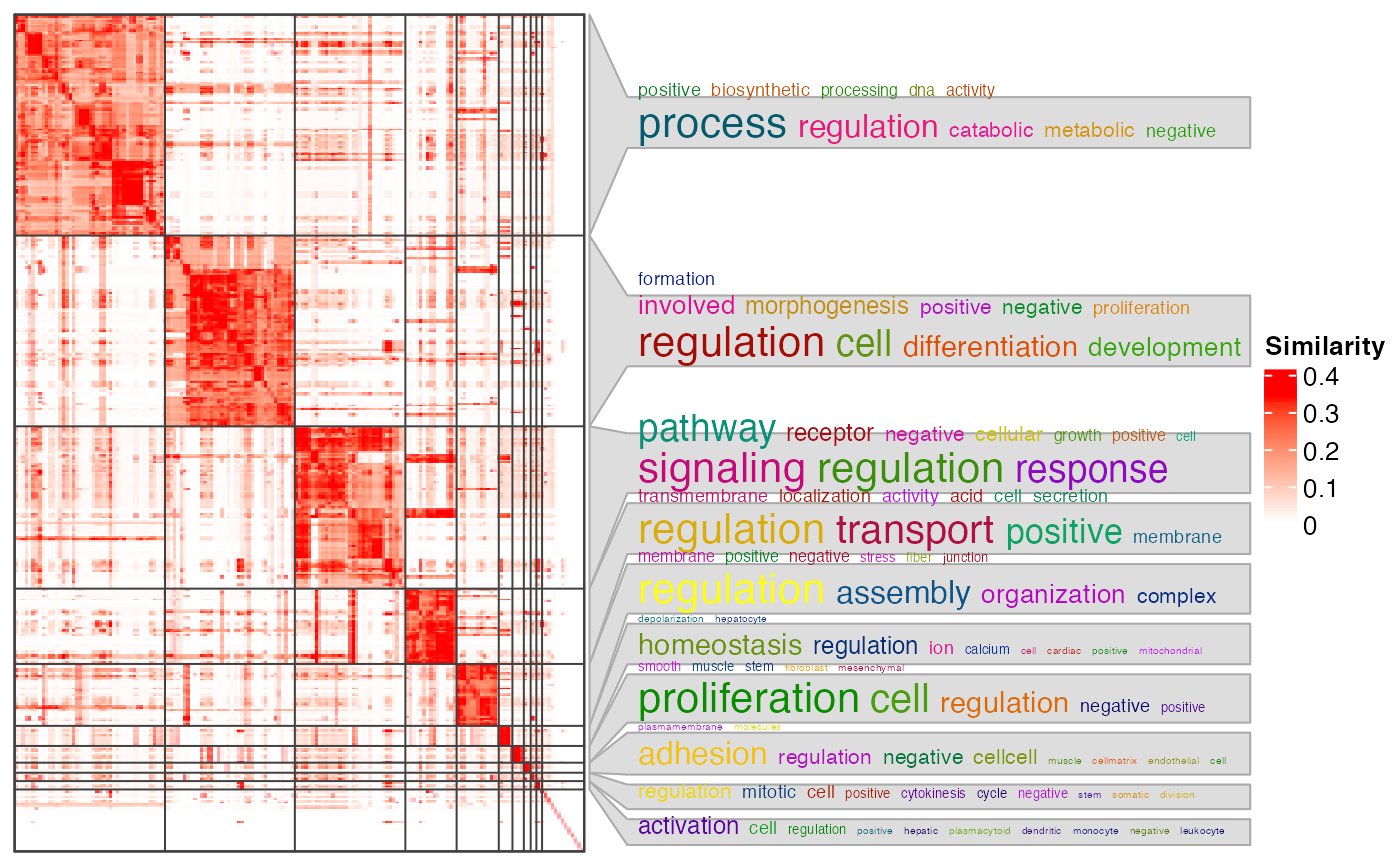 positive biosynthetic processing dna activity
process regulation catabolic metabolic negative
formation
involved morphogenesis positive negative proliferation
regulation cell differentiation development
pathway receptor negative cellular growth positive cell
signaling regulation response
transmembrane localization activity acid cell secretion
regulation transport positive membrane
membrane positive negative stress fiber junction
regulation assembly organization complex
depolarization hepatocyte
homeostasis regulation ion calcium cell cardiac positive mitochondrial
smooth muscle stem fibroblast mesenchymal
proliferation cell regulation negative positive
plasmamembrane molecules
adhesion regulation negative cellcell muscle cellmatrix endothelial cell
regulation mitotic cell positive cytokinesis cycle negative stem somatic division
activation cell regulation positive hepatic plasmacytoid dendritic monocyte negative leukocyte
Similarity
0.4
0.3
0.2
0.1
0